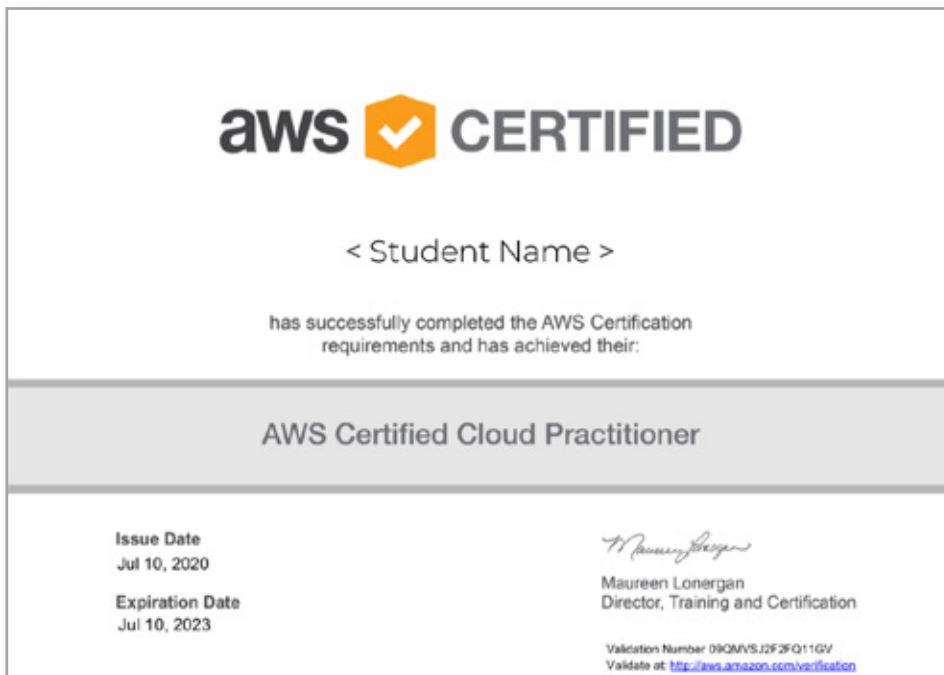 aws CERTIFIED
< Student Name >
has successfully completed the AWS Certification
requirements and has achieved their:
AWS Certified Cloud Practitioner
Issue Date
Jul 10, 2020
Expiration Date
Jul 10, 2023
Maureen Lonergan
Maureen Lonergan
Director, Training and Certification
Validation Number 09QMVSJ2F2FQ11GV
Validate at: http://aws.amazon.com/verification